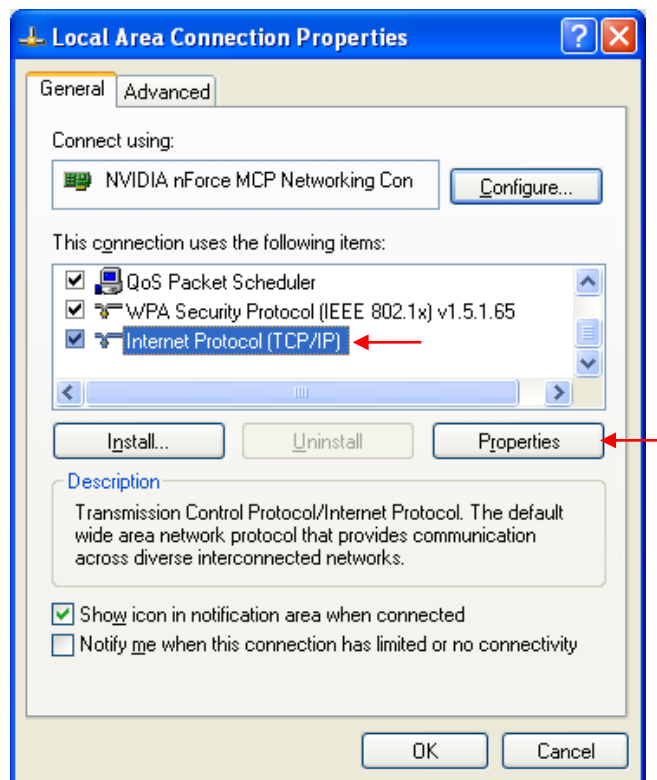 Local Area Connection Properties
General
Advanced
Connect using:
NVIDIA nForce MCP Networking Con
Configure...
This connection uses the following items:
QoS Packet Scheduler
WPA Security Protocol (IEEE 802.1x) v1.5.1.65
Internet Protocol (TCP/IP)
Install...
Uninstall
Properties
Description
Transmission Control Protocol/Internet Protocol. The default
wide area network protocol that provides communication
across diverse interconnected networks.
Show icon in notification area when connected
Notify me when this connection has limited or no connectivity
OK
Cancel